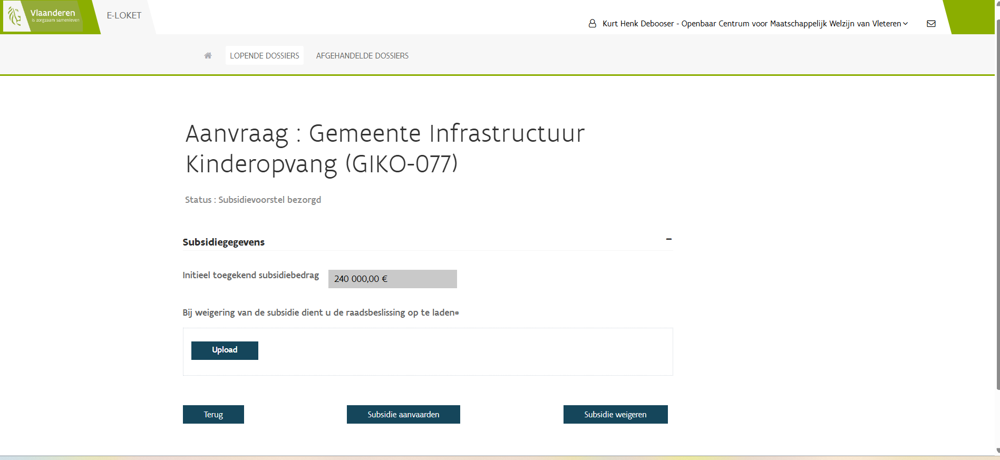 Vlaanderen
is zorgzaam samenleven
E-LOKET
Kurt Henk Debooser - Openbaar Centrum voor Maatschappelijk Welzijn van Vleteren
LOPENDE DOSSIERS
AFGEHANDELDE DOSSIERS
Aanvraag : Gemeente Infrastructuur
Kinderopvang (GIKO-077)
Status : Subsidievoorstel bezorgd
Subsidiegegevens
Initieel toegekend subsidiebedrag
240 000,00 €
Bij weigering van de subsidie dient u de raadsbeslissing op te laden*
Upload
Terug
Subsidie aanvaarden
Subsidie weigeren